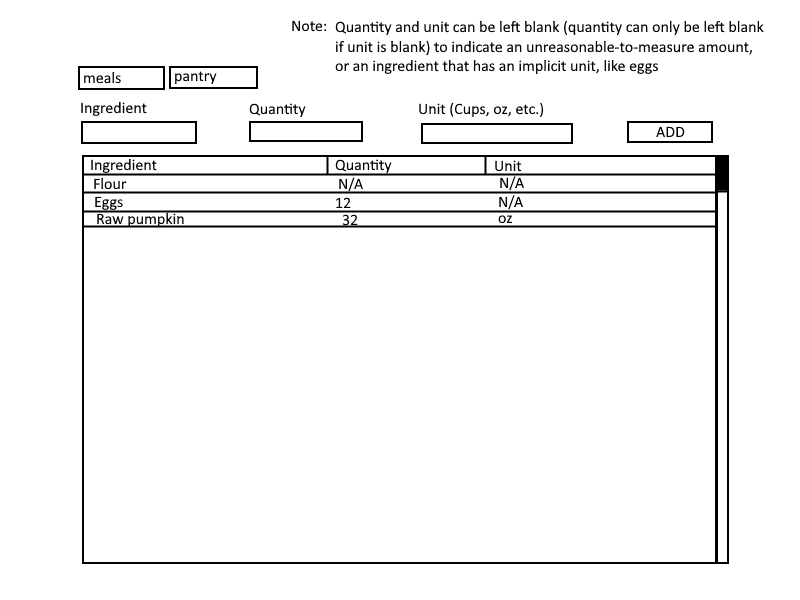 Note: Quantity and unit can be left blank (quantity can only be left blank
if unit is blank) to indicate an unreasonable-to-measure amount,
or an ingredient that has an implicit unit, like eggs
meals pantry
Ingredient Quantity Unit (Cups, oz, etc.)
ADD
Ingredient Quantity Unit
Flour N/A N/A
Eggs 12 N/A
Raw pumpkin 32 oz